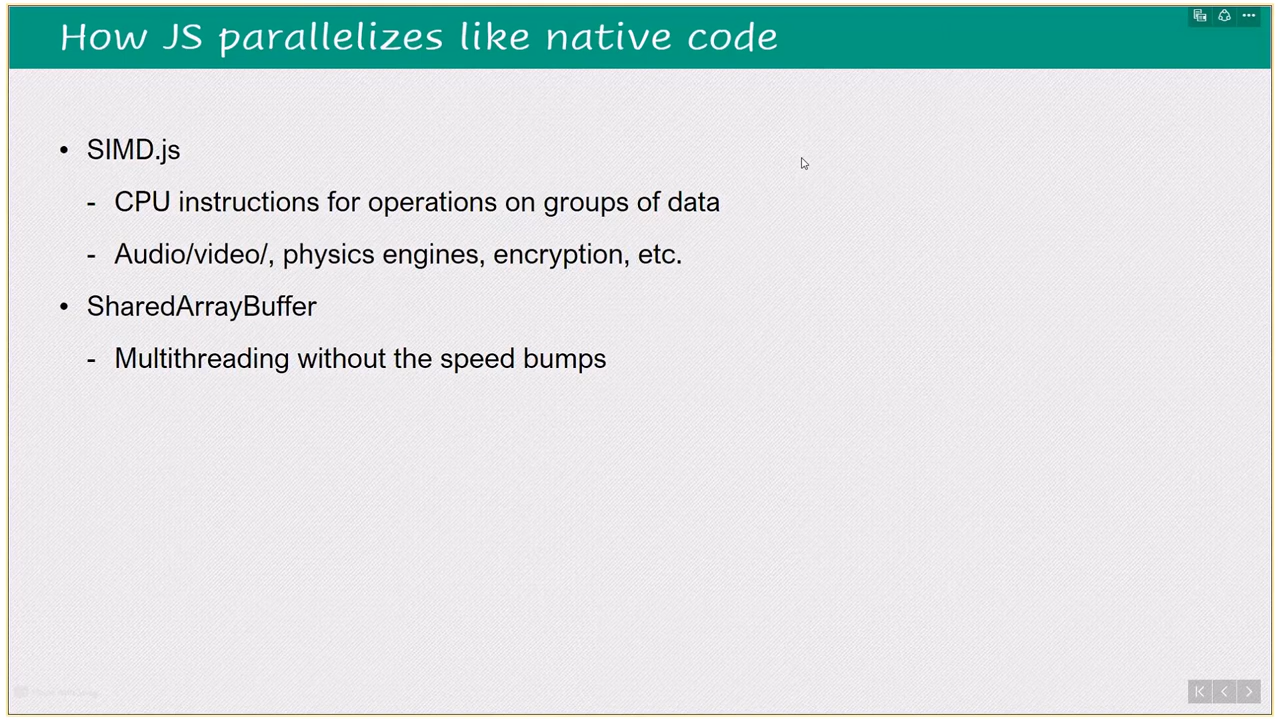 How JS parallelizes like native code
• SIMD.js
- CPU instructions for operations on groups of data
- Audio/video/, physics engines, encryption, etc.
• SharedArrayBuffer
- Multithreading without the speed bumps